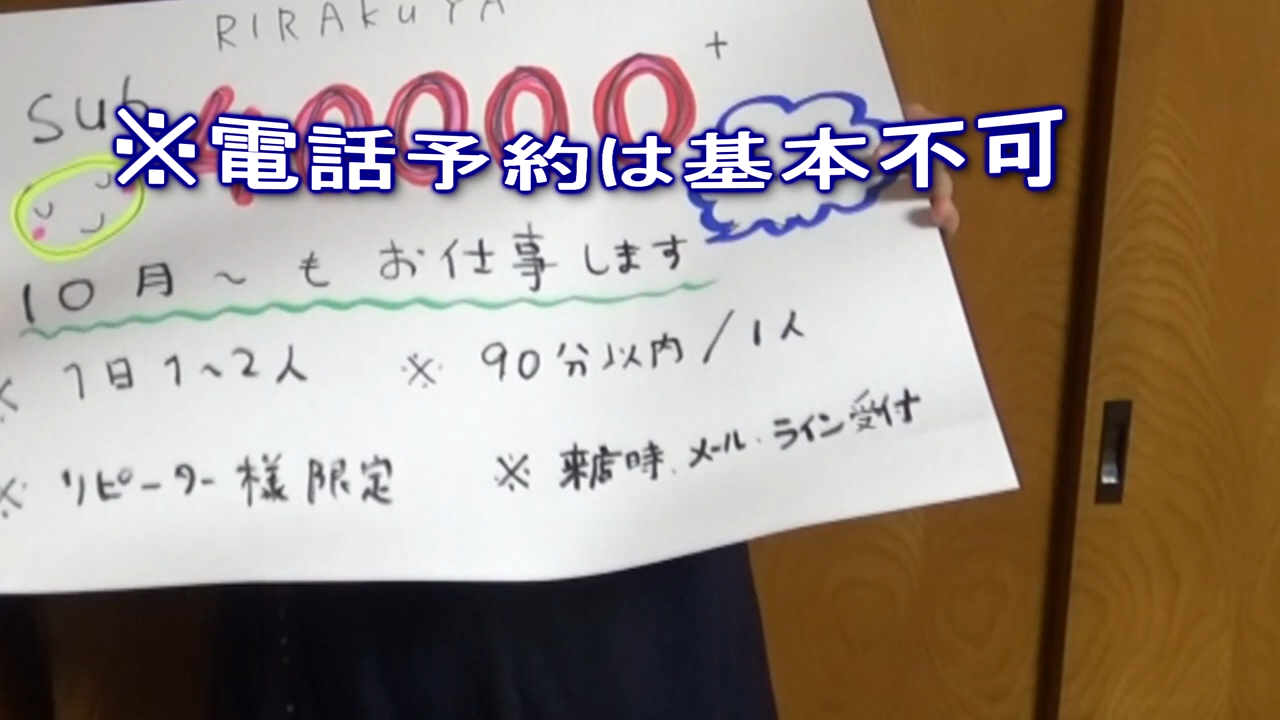 RIRAKUYA
Sub 40000+
※電話予約は基本不可
10月~もお仕事します
※ 1日1~2人 ※ 90分以内/1人
※ リピーター様限定 ※ 来店時、メール・ライン受付